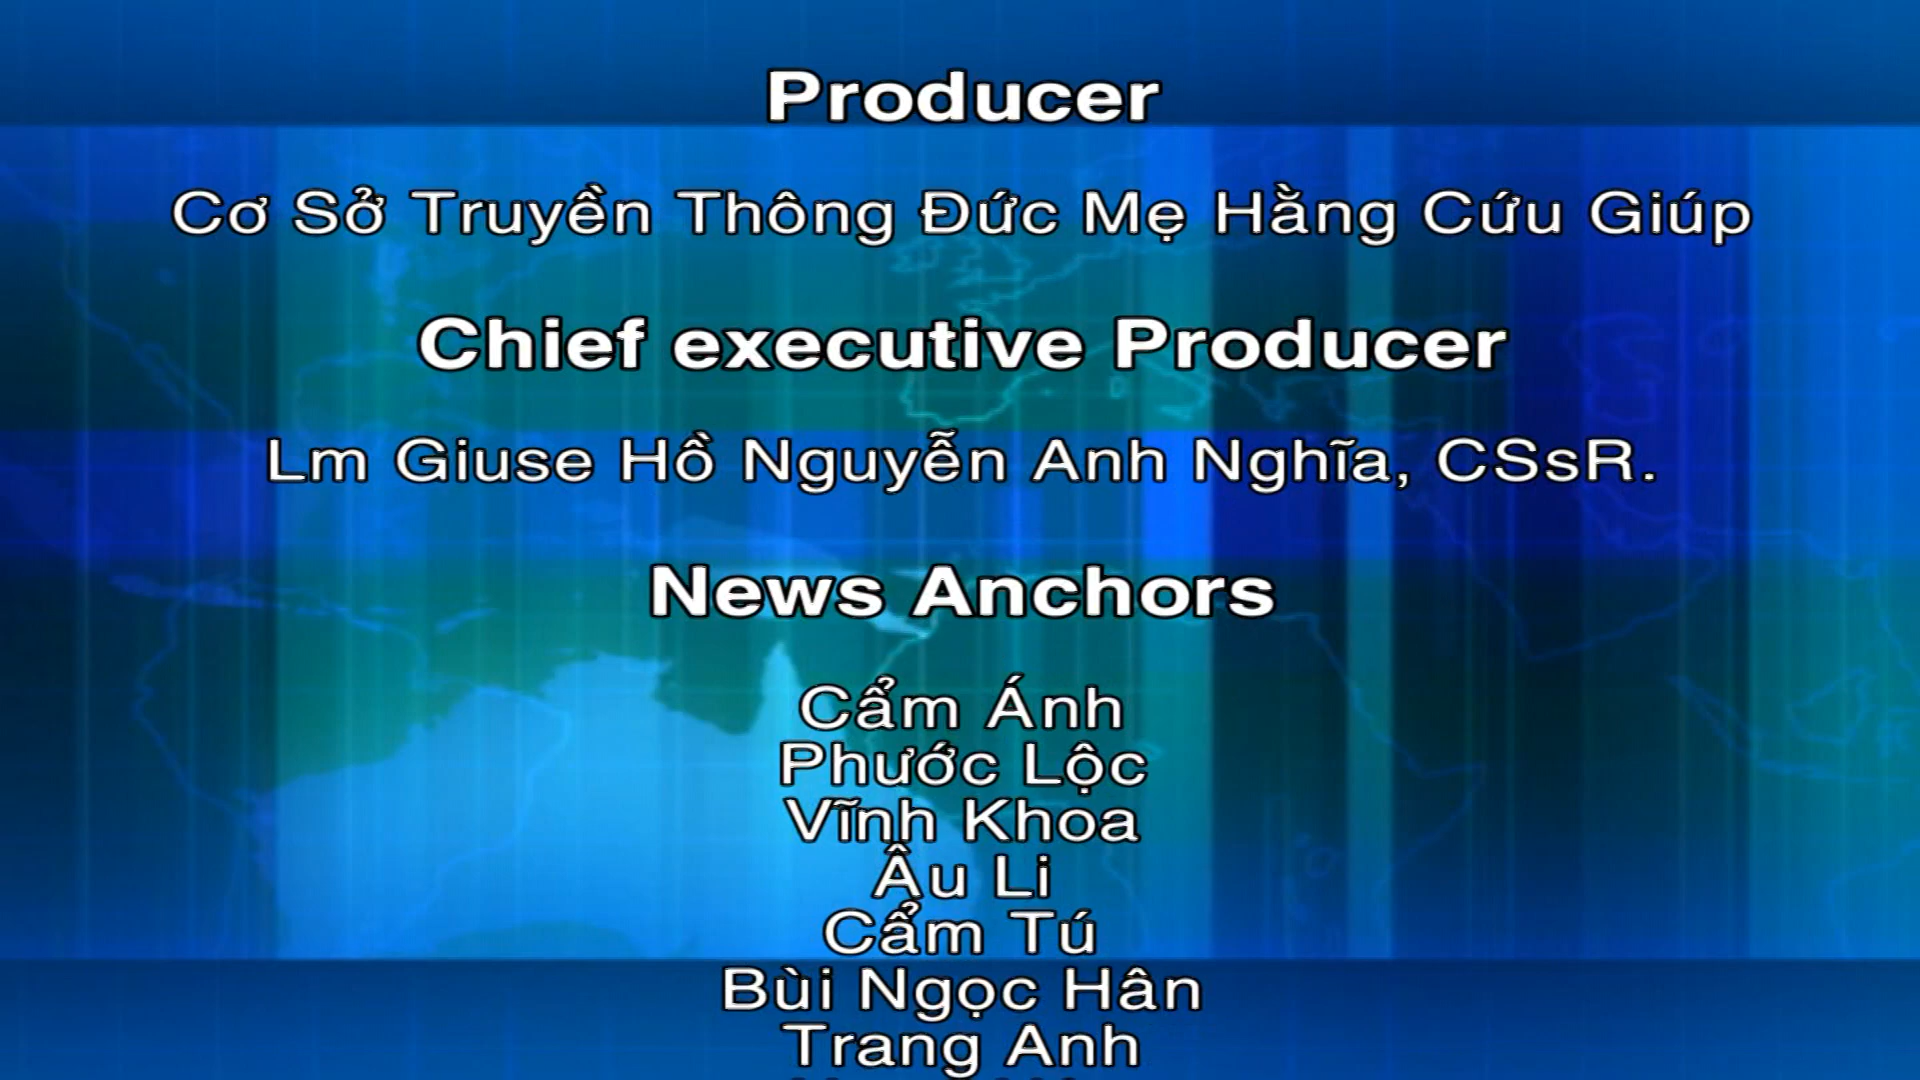 Producer
Cơ Sở Truyền Thông Đức Mẹ Hằng Cứu Giúp
Chief executive Producer
Lm Giuse Hồ Nguyễn Anh Nghĩa, CSsR.
News Anchors
Cẩm Ánh
Phước Lộc
Vĩnh Khoa
Âu Li
Cẩm Tú
Bùi Ngọc Hân
Trang Anh